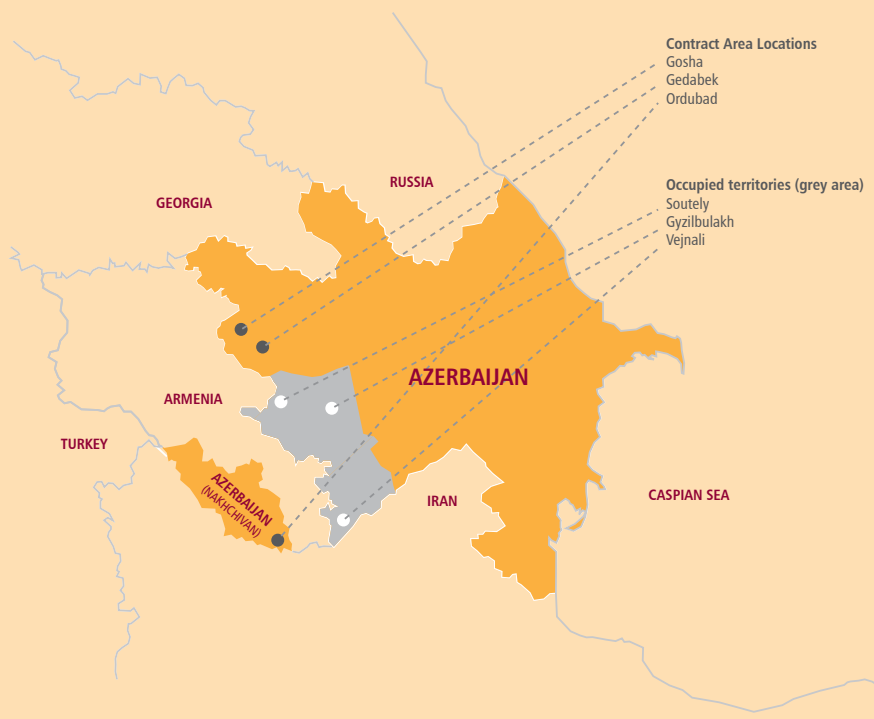 Contract Area Locations
Gosha
Gedabek
Ordubad
RUSSIA
Occupied territories (grey area)
Soutely
Gyzilbulakh
Vejnali
GEORGIA
AZERBAIJAN
ARMENIA
TURKEY
AZERBAIJAN
(NAKHCHIVAN)
IRAN
CASPIAN SEA